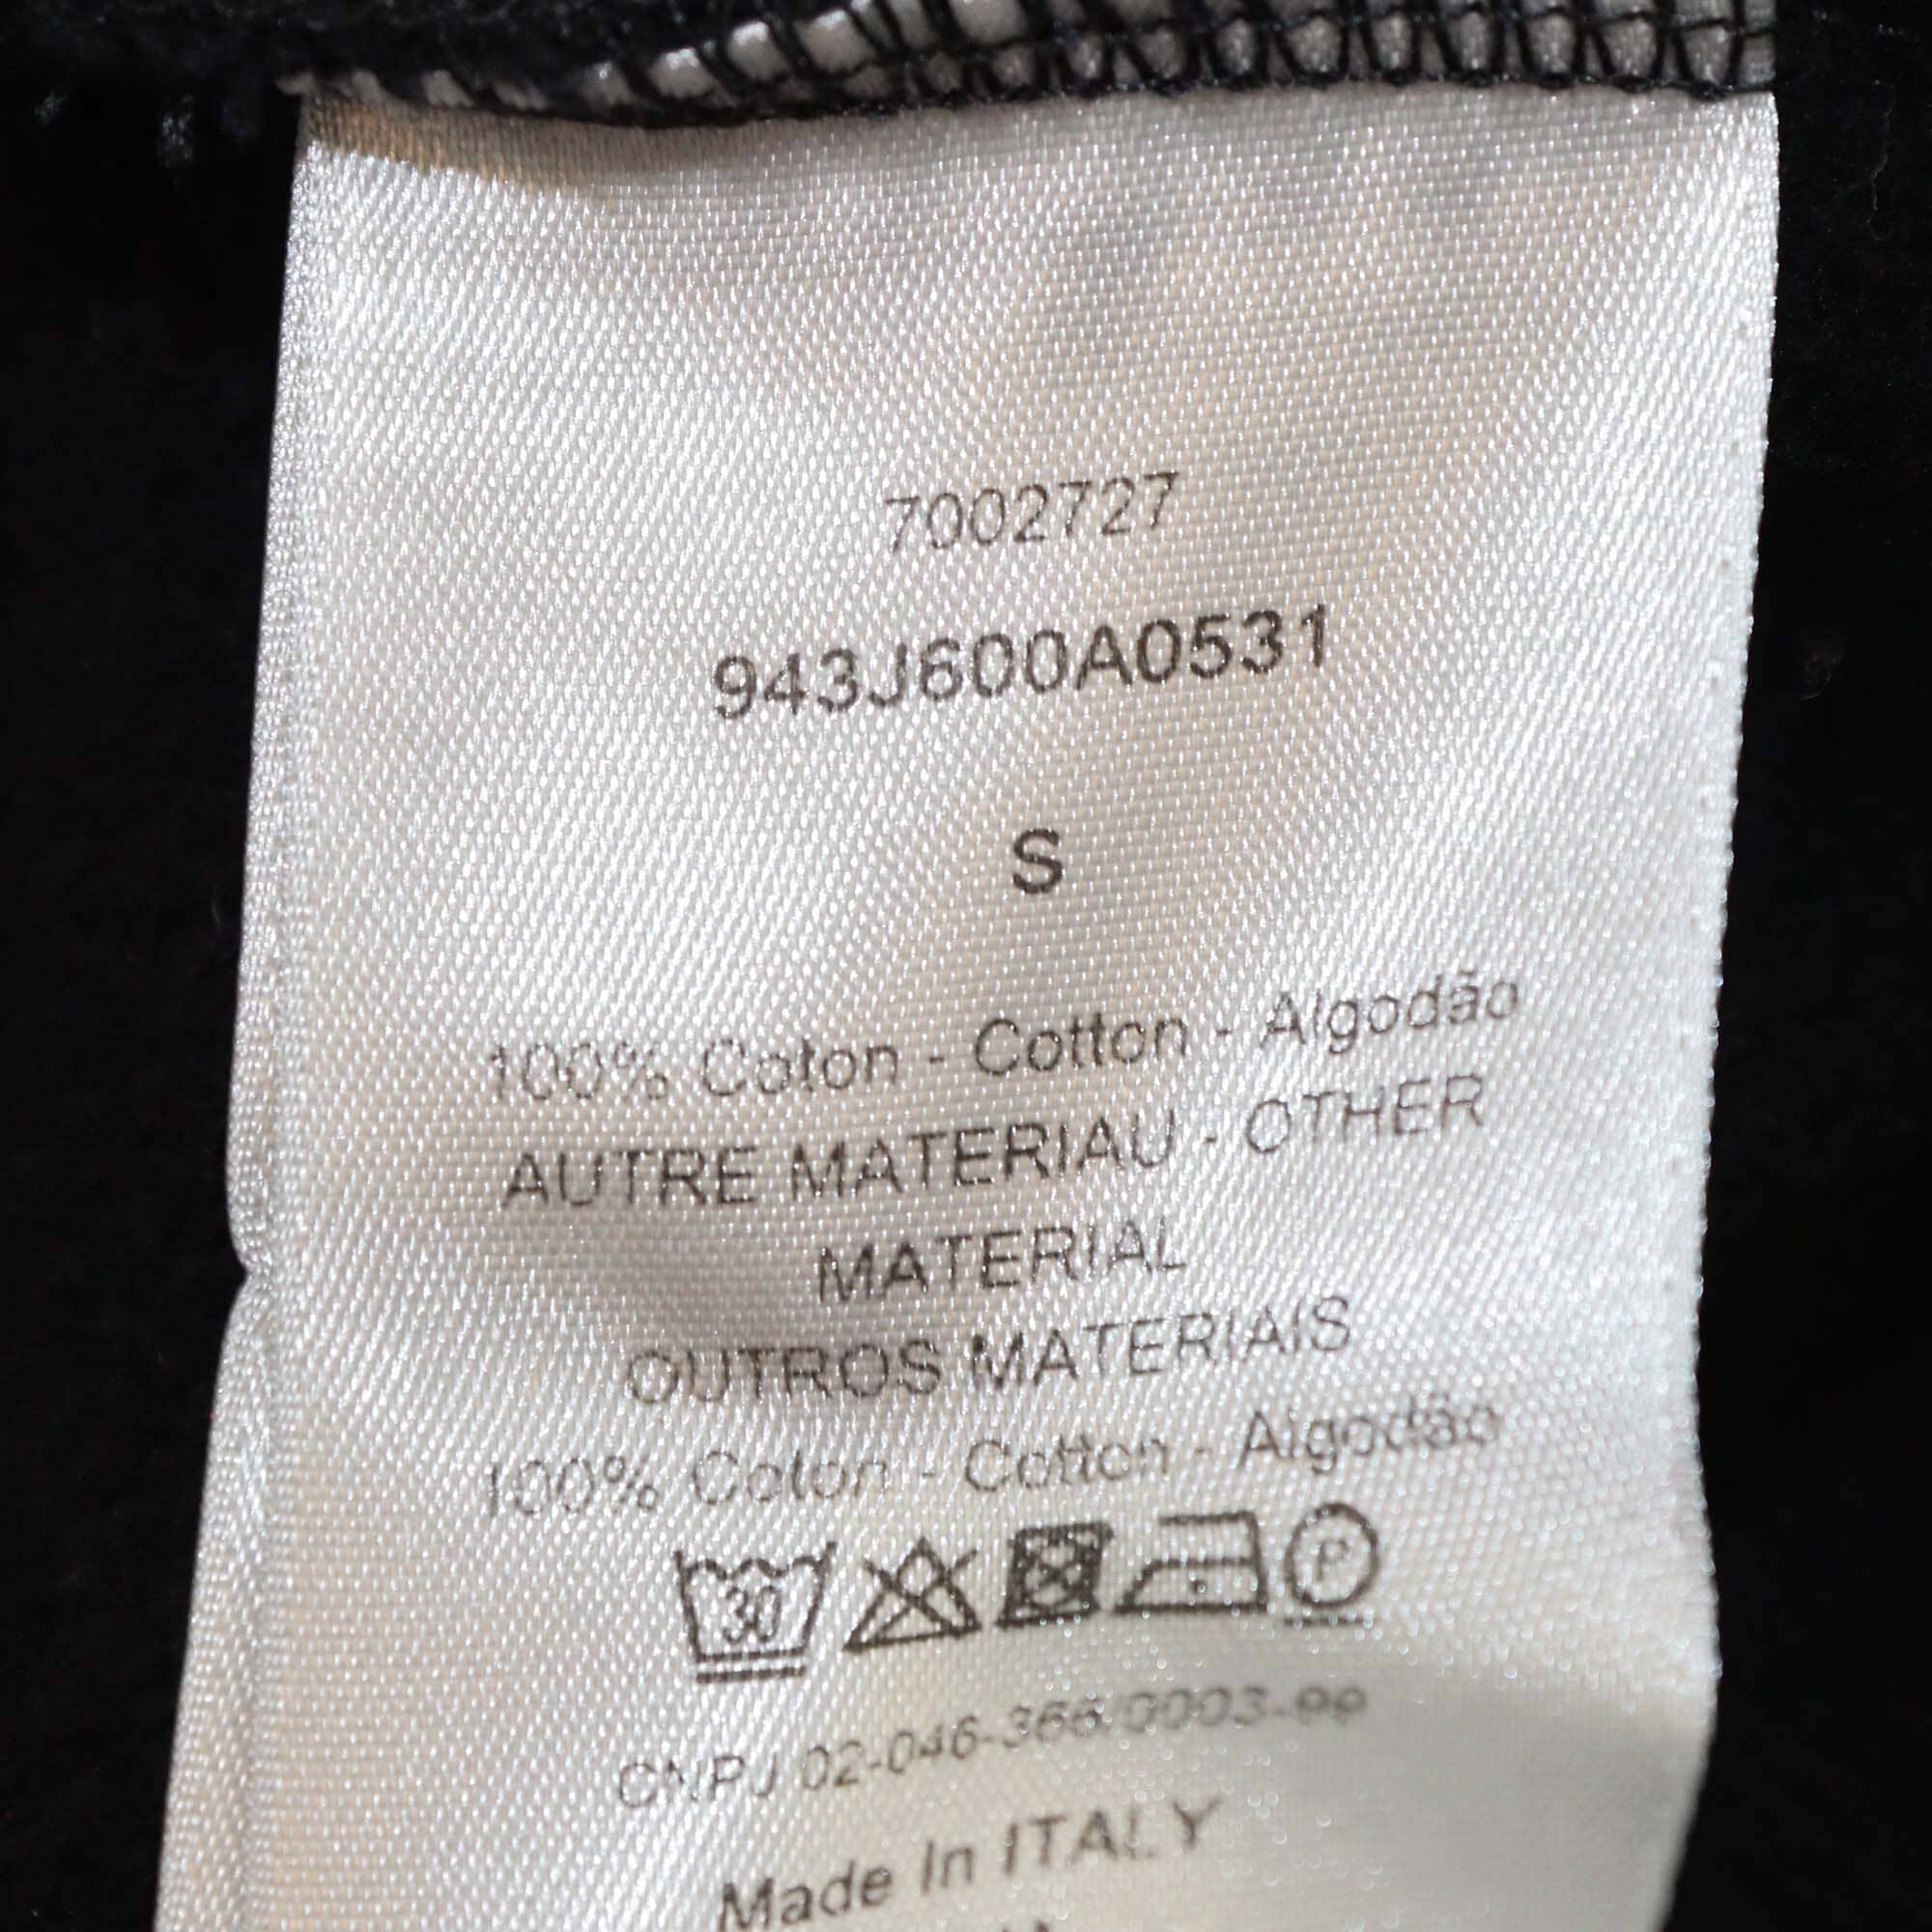 7002727
943J600A0531
S
100% Coton - Cotton - Algodão
AUTRE MATERIAU - OTHER
MATERIAL
OUTROS MATERIAIS
100% Coton - Cotton - Algodão
30
P
CNPJ 02-046-366/0003-99
Made In ITALY